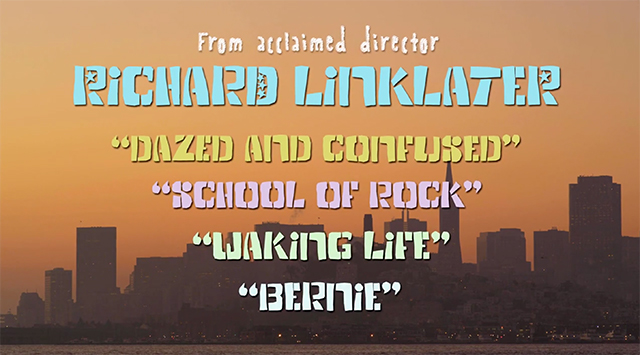 From acclaimed director
RiCHARD LiNKLATER
“DAZED AND CONFUSED”
“SCHOOL OF ROCK”
“WAKiNG LiFE”
“BERNiE”